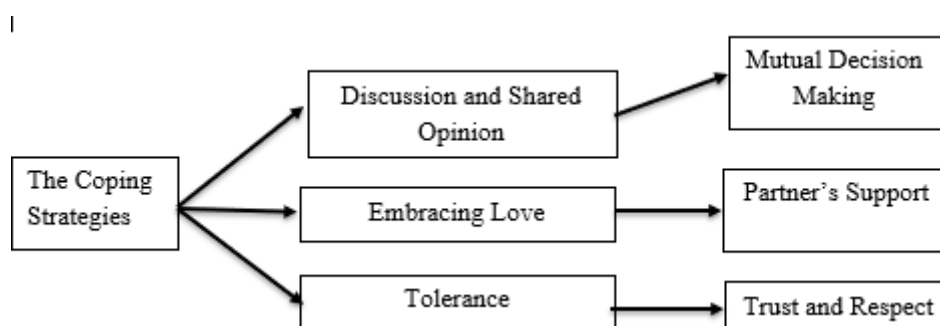 Mutual Decision
Making
Discussion and Shared
Opinion
The Coping
Strategies
Embracing Love
Partner’s Support
Tolerance
Trust and Respect